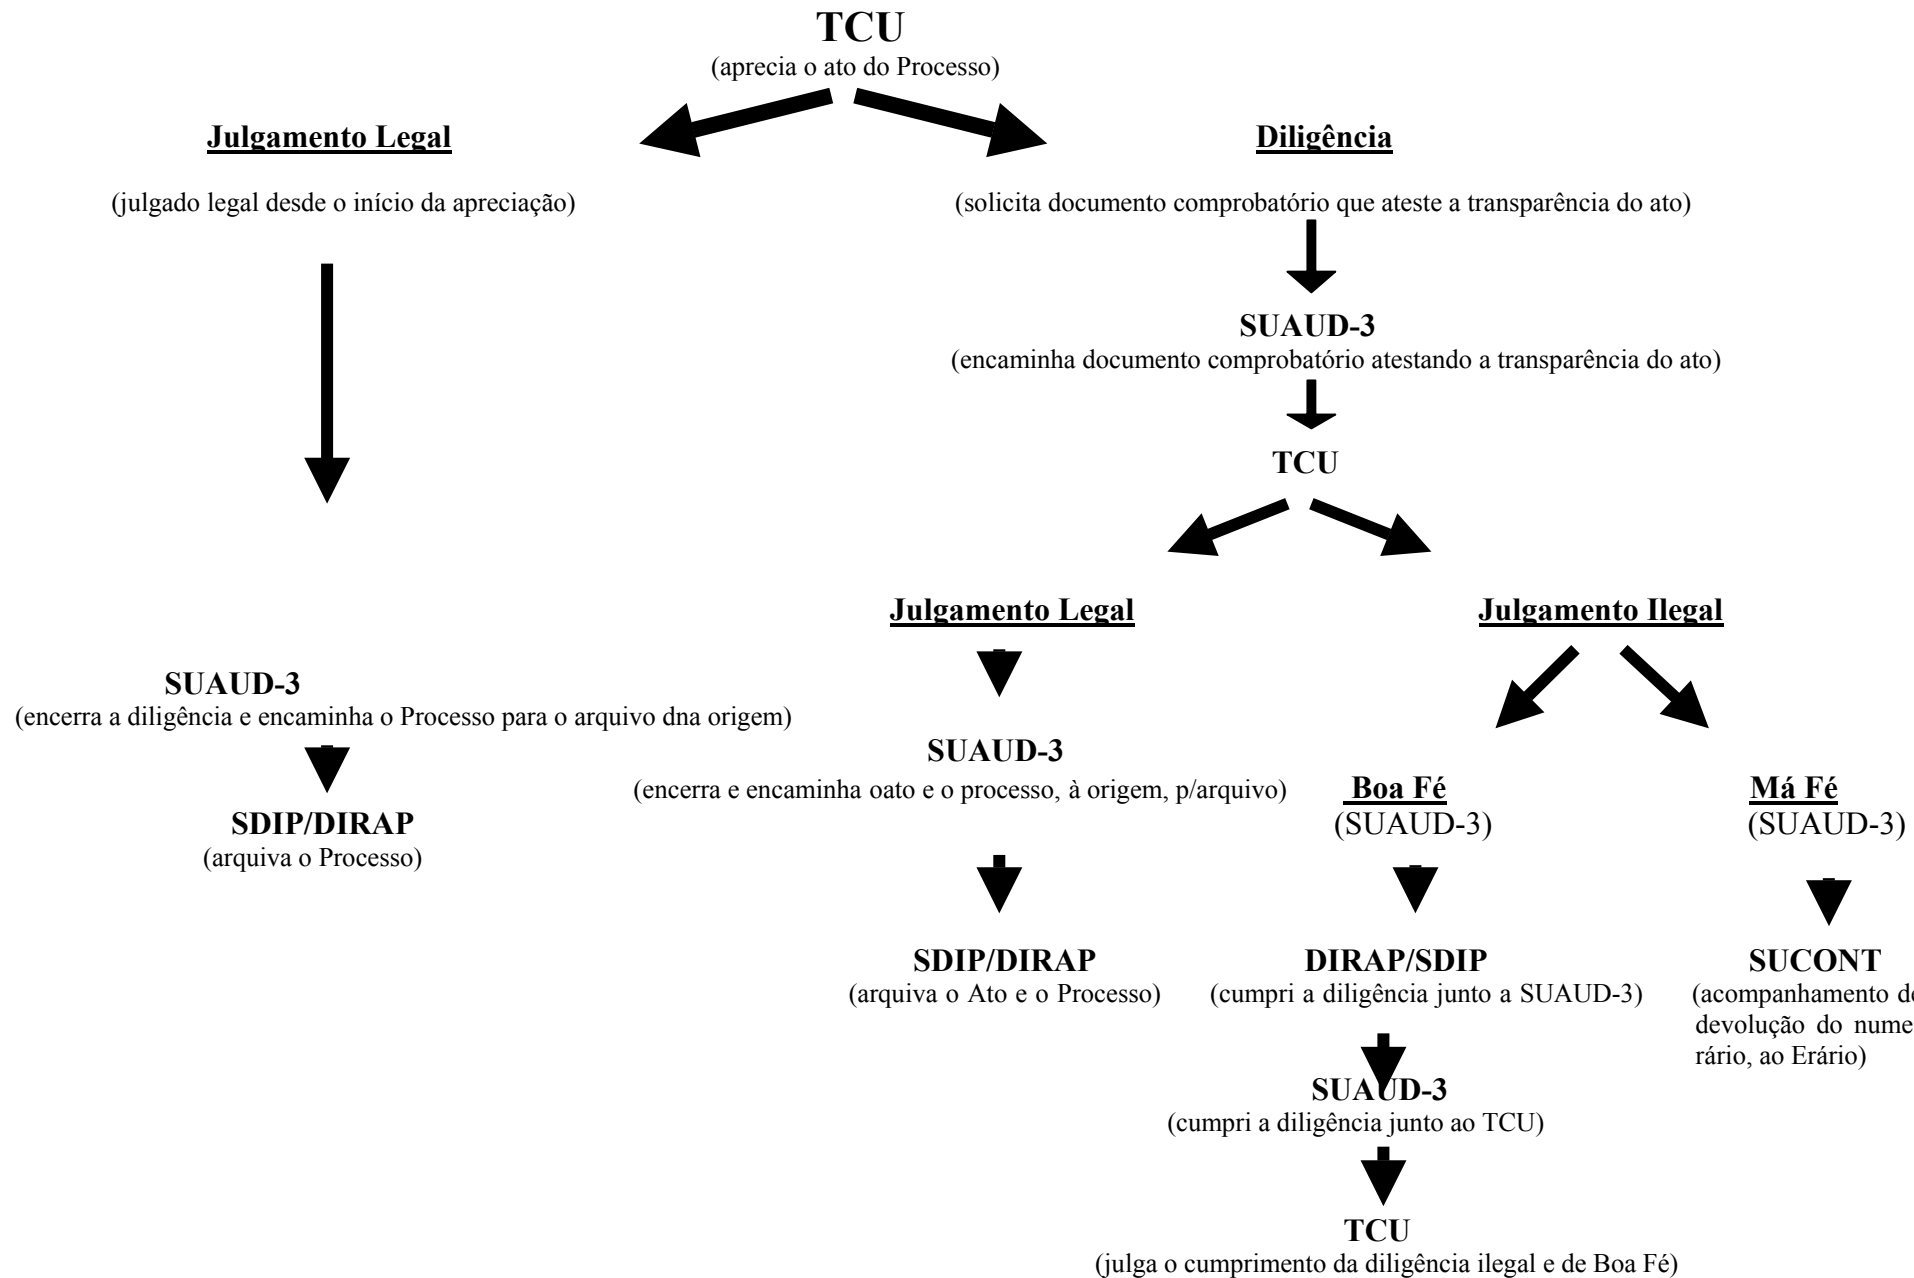 TCU
(aprecia o ato do Processo)
Julgamento Legal
Diligência
(julgado legal desde o início da apreciação)
(solicita documento comprobatório que ateste a transparência do ato)
SUAUD-3
(encaminha documento comprobatório atestando a transparência do ato)
TCU
Julgamento Legal
Julgamento Ilegal
SUAUD-3
(encerra a diligência e encaminha o Processo para o arquivo dna origem)
SUAUD-3
(encerra e encaminha oato e o processo, à origem, p/arquivo)
Boa Fé
(SUAUD-3)
Má Fé
(SUAUD-3)
SDIP/DIRAP
(arquiva o Processo)
SDIP/DIRAP
(arquiva o Ato e o Processo)
DIRAP/SDIP
(cumpri a diligência junto a SUAUD-3)
SUCONT
(acompanhamento
devolução do nume
rário, ao Erário)
SUAUD-3
(cumpri a diligência junto ao TCU)
TCU
(julga o cumprimento da diligência ilegal e de Boa Fé)